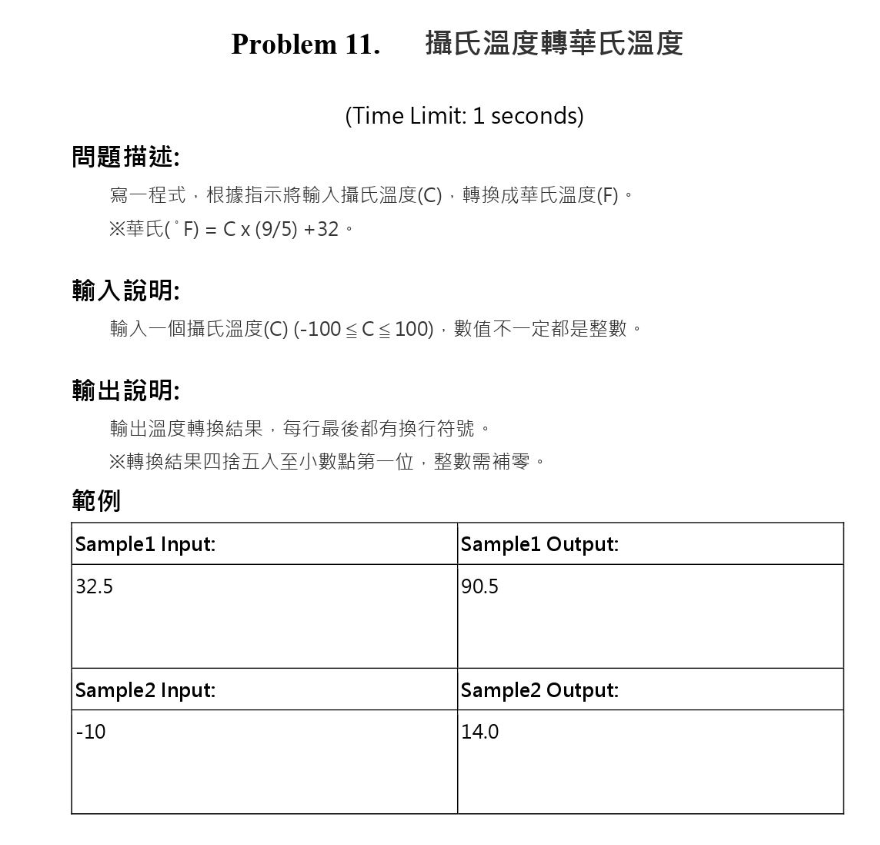 Problem 11. 攝氏溫度轉華氏溫度
(Time Limit: 1 seconds)
問題描述:
寫一程式，根據指示將輸入攝氏溫度(C)，轉換成華氏溫度(F)。
※華氏(˚F) = C x (9/5) +32。
輸入說明:
輸入一個攝氏溫度(C) (-100≦C≦100)，數值不一定都是整數。
輸出說明:
輸出溫度轉換結果，每行最後都有換行符號。
※轉換結果四捨五入至小數點第一位，整數需補零。
範例
Sample1 Input: Sample1 Output:
32.5 90.5
Sample2 Input: Sample2 Output:
-10 14.0